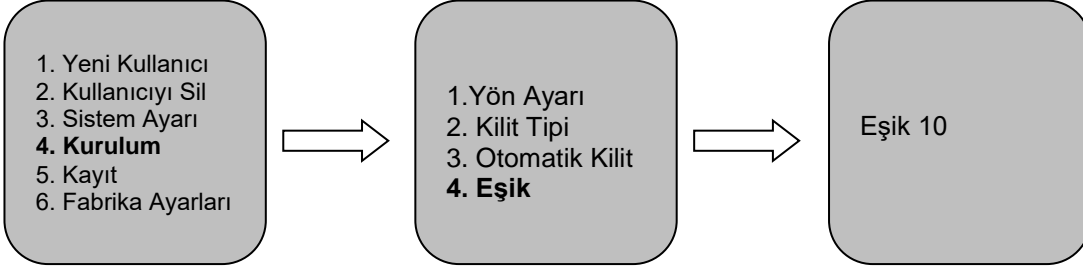 1. Yeni Kullanıcı
2. Kullanıcıyı Sil
3. Sistem Ayarı
4. Kurulum
5. Kayıt
6. Fabrika Ayarları
1.Yön Ayarı
2. Kilit Tipi
3. Otomatik Kilit
4. Eşik
Eşik 10